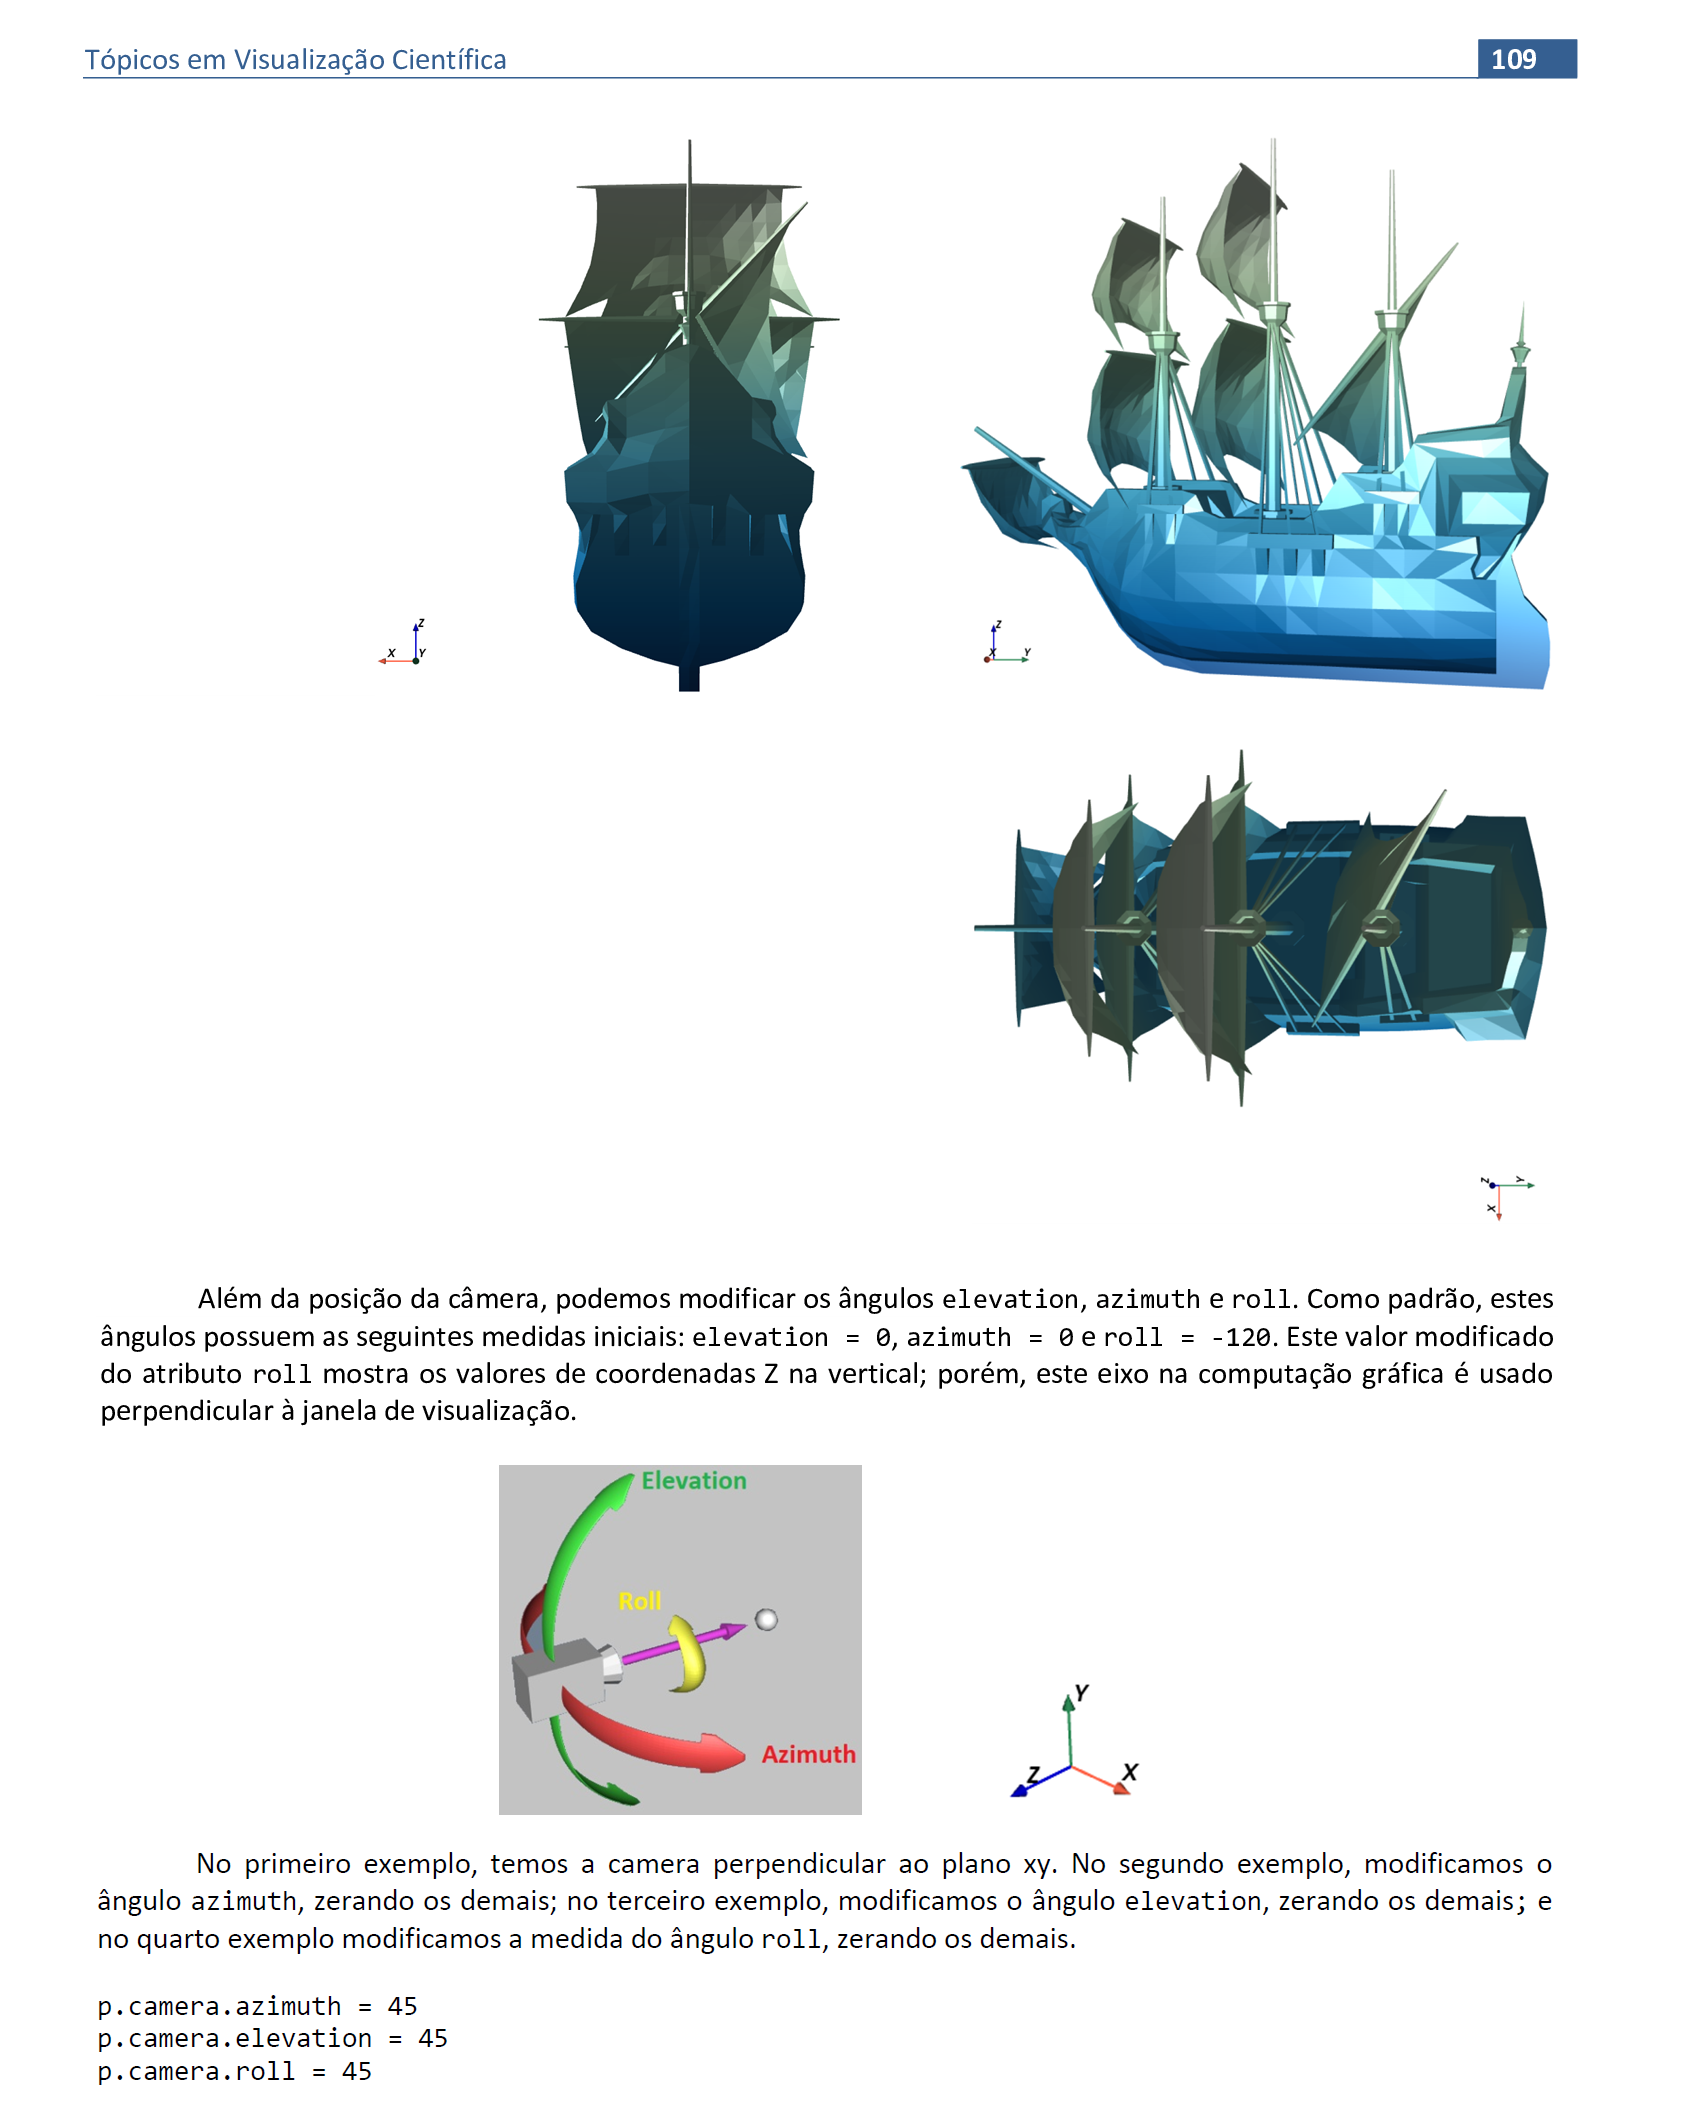 Tópicos em Visualização Científica 109
Z
X Y
Z
X Y
Z Y
X
Além da posição da câmera, podemos modificar os ângulos elevation, azimuth e roll. Como padrão, estes
ângulos possuem as seguintes medidas iniciais: elevation = 0, azimuth = 0 e roll = -120. Este valor modificado
do atributo roll mostra os valores de coordenadas Z na vertical; porém, este eixo na computação gráfica é usado
perpendicular à janela de visualização.
Elevation
Roll
Azimuth
Y
Z X
No primeiro exemplo, temos a camera perpendicular ao plano xy. No segundo exemplo, modificamos o
ângulo azimuth, zerando os demais; no terceiro exemplo, modificamos o ângulo elevation, zerando os demais; e
no quarto exemplo modificamos a medida do ângulo roll, zerando os demais.
p.camera.azimuth = 45
p.camera.elevation = 45
p.camera.roll = 45